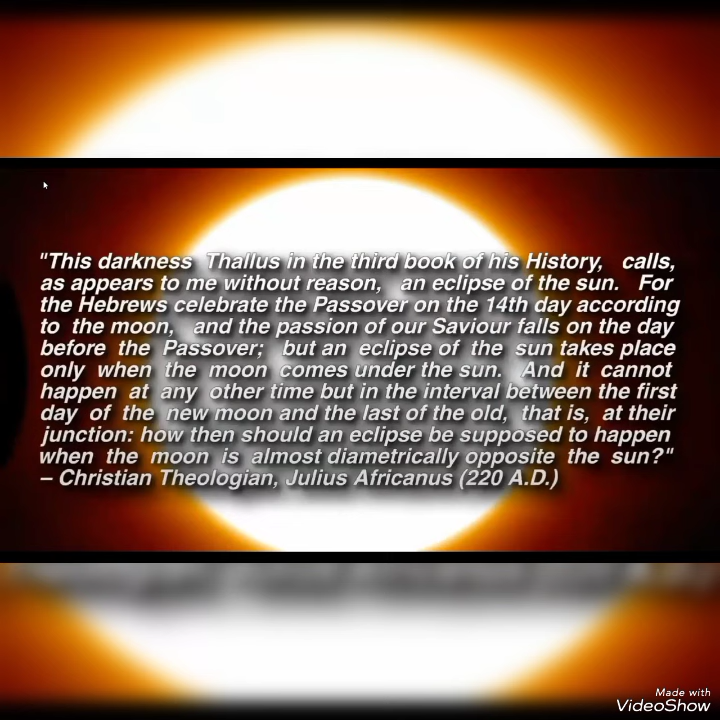 "This darkness Thallus in the third book of his History, calls,
as appears to me without reason, an eclipse of the sun. For
the Hebrews celebrate the Passover on the 14th day according
to the moon, and the passion of our Saviour falls on the day
before the Passover; but an eclipse of the sun takes place
only when the moon comes under the sun. And it cannot
happen at any other time but in the interval between the first
day of the new moon and the last of the old, that is, at their
junction: how then should an eclipse be supposed to happen
when the moon is almost diametrically opposite the sun?"
– Christian Theologian, Julius Africanus (220 A.D.)
Made with
VideoShow